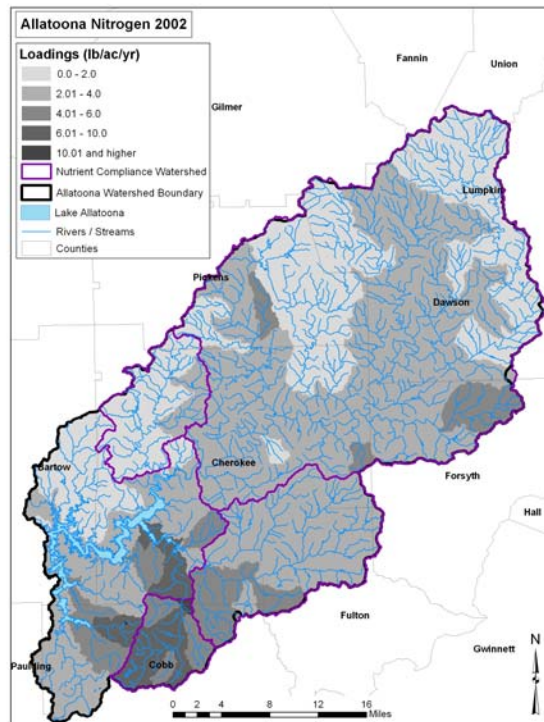 Allatoona Nitrogen 2002
Loadings (lb/ac/yr)
0.0 - 2.0
2.01 - 4.0
4.01 - 6.0
6.01 - 10.0
10.01 and higher
Nutrient Compliance Watershed
Allatoona Watershed Boundary
Lake Allatoona
Rivers / Streams
Counties
Fannin
Union
Gilmer
Lumpkin
Pickens
Dawson
Bartow
Cherokee
Forsyth
Hall
Fulton
Gwinnett
Paulding
Cobb
N
0 2 4 8 12 16
Miles